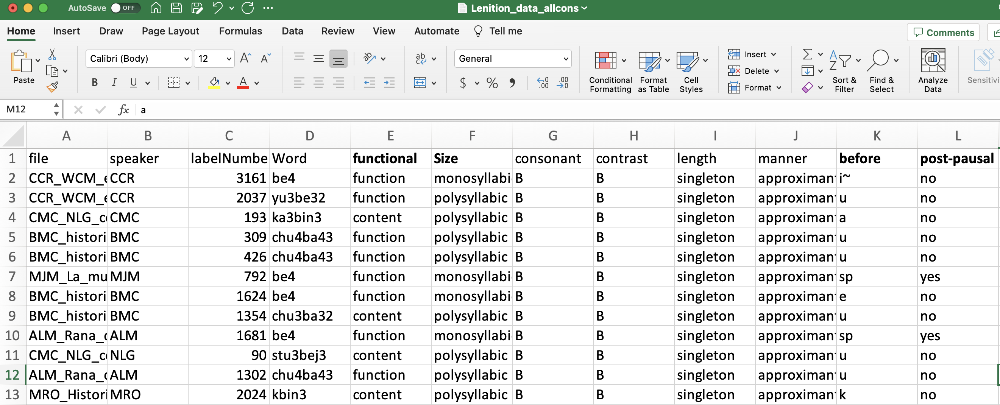 AutoSave OFF Lenition_data_allcons
Home Insert Draw Page Layout Formulas Data Review View Automate Tell me Comments
Paste Calibri (Body) 12 General Conditional Formatting Format as Table Cell Styles Insert Delete Format Sort & Filter Find & Select Analyze Data Sensitivi
M12 fx a
A B C D E F G H I J K L
1 file speaker labelNumbe Word functional Size consonant contrast length manner before post-pausal
2 CCR_WCM_e CCR 3161 be4 function monosyllabi B B singleton approximant i~ no
3 CCR_WCM_e CCR 2037 yu3be32 function polysyllabic B B singleton approximant u no
4 CMC_NLG_c CMC 193 ka3bin3 content polysyllabic B B singleton approximant a no
5 BMC_histori BMC 309 chu4ba43 function polysyllabic B B singleton approximant u no
6 BMC_histori BMC 426 chu4ba43 function polysyllabic B B singleton approximant u no
7 MJM_La_mu MJM 792 be4 function monosyllabi B B singleton approximant sp yes
8 BMC_histori BMC 1624 be4 function monosyllabi B B singleton approximant e no
9 BMC_histori BMC 1354 chu3ba32 content polysyllabic B B singleton approximant u no
10 ALM_Rana_ ALM 1681 be4 function monosyllabi B B singleton approximant sp yes
11 CMC_NLG_c NLG 90 stu3bej3 content polysyllabic B B singleton approximant u no
12 ALM_Rana_ ALM 1302 chu4ba43 function polysyllabic B B singleton approximant u no
13 MRO_Histori MRO 2024 kbin3 content polysyllabic B B singleton approximant k no